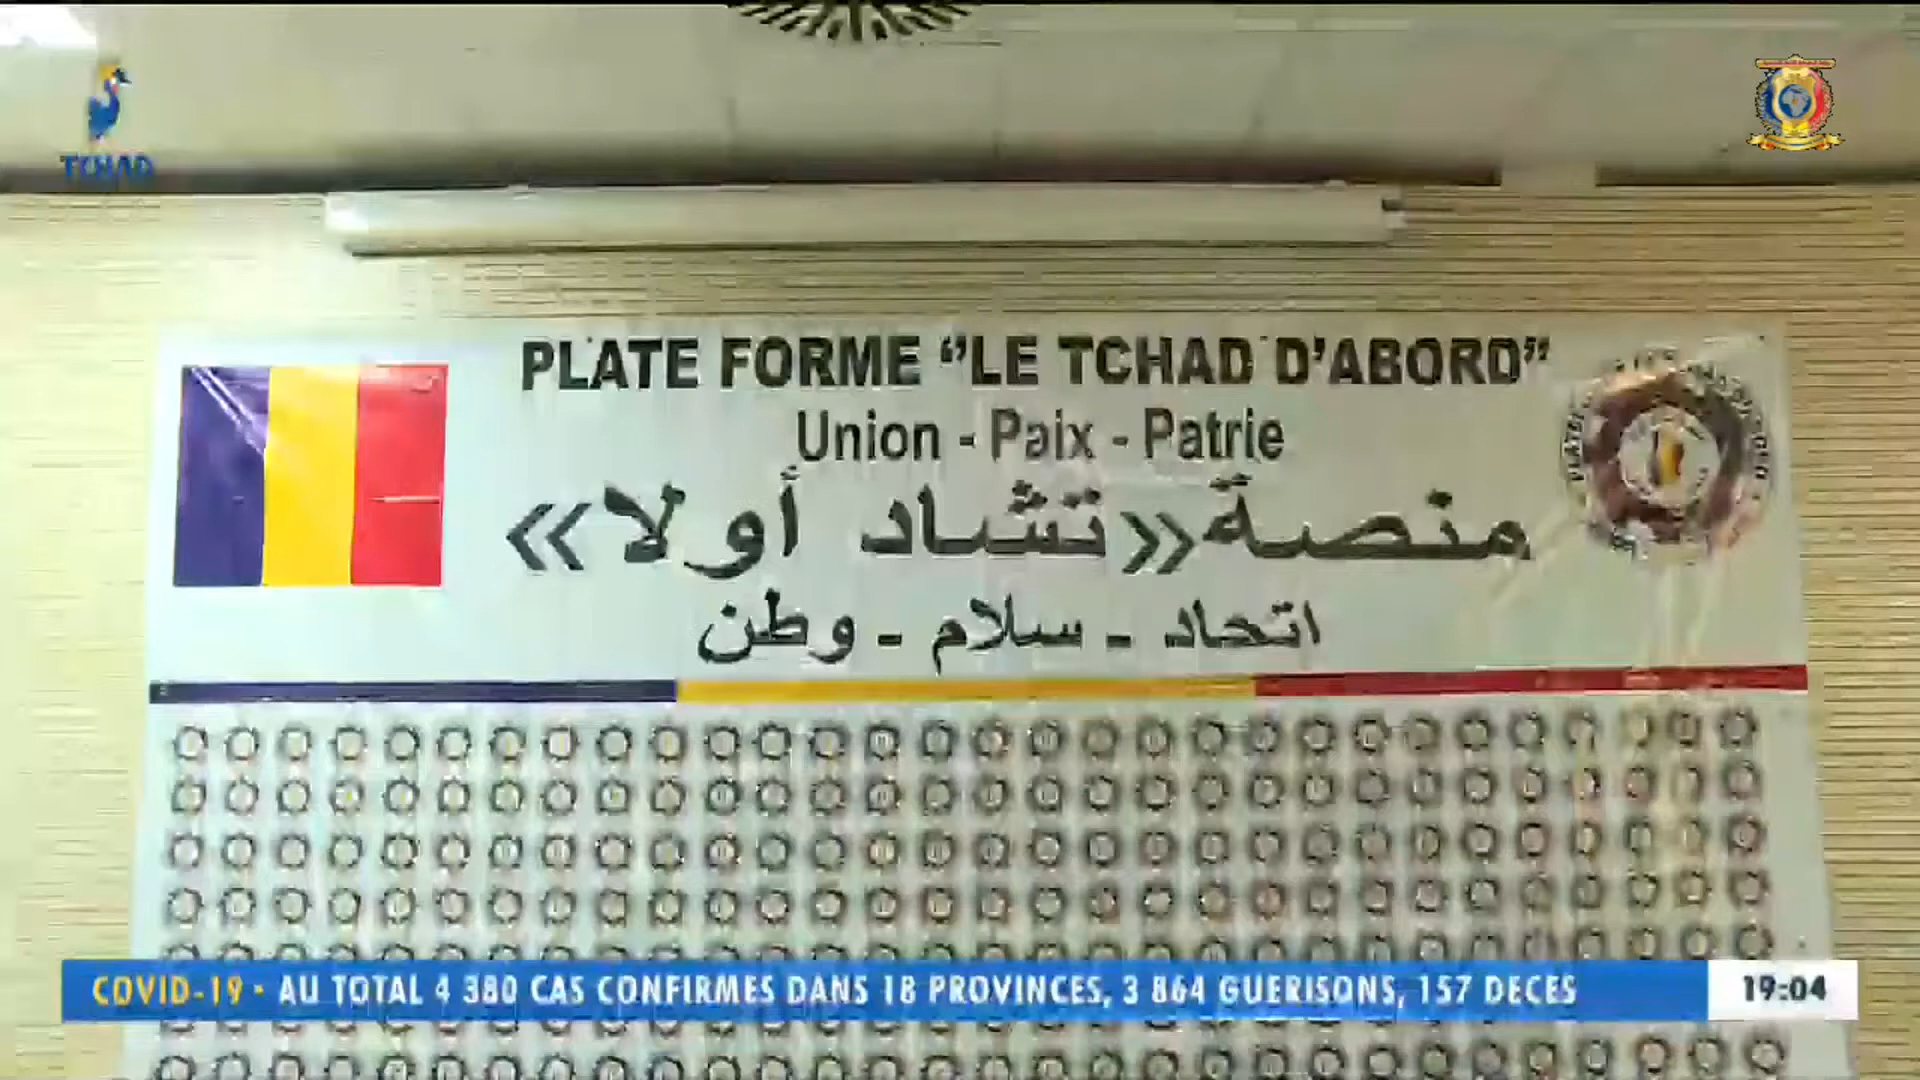 TCHAD
PLATE FORME “LE TCHAD D’ABORD”
Union - Paix - Patrie
منصة «تشاد أولا»
اتحاد - سلام - وطن
COVID-19 • AU TOTAL 4 380 CAS CONFIRMES DANS 18 PROVINCES, 3 864 GUERISONS, 157 DECES
19:04